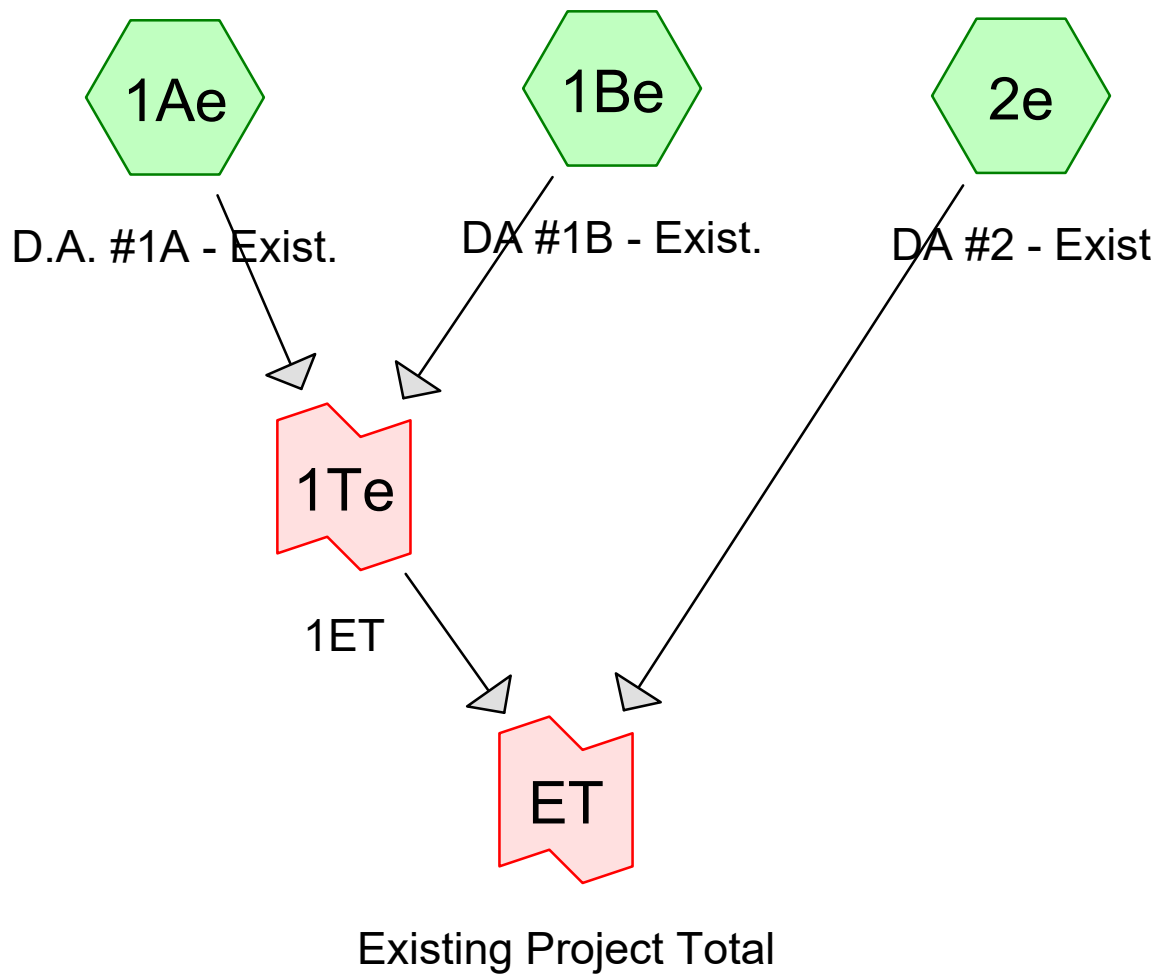 1Ae
1Be
2e
D.A. #1A - Exist.
DA #1B - Exist.
DA #2 - Exist
1Te
1ET
ET
Existing Project Total